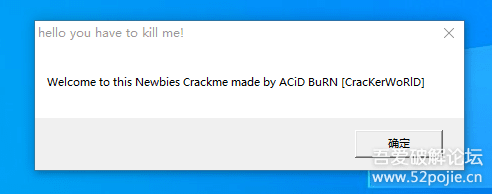 hello you have to kill me!
Welcome to this Newbies Crackme made by ACiD BuRN [CracKerWoRlD]
确定
吾爱破解论坛
www.52pojie.cn